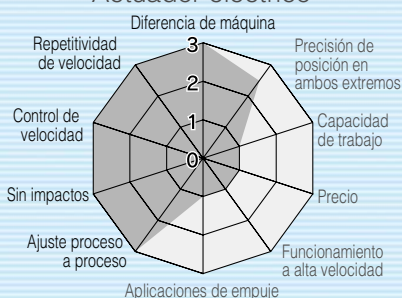 Actuador eléctrico
Diferencia de máquina
Repetitividad
de velocidad
3
Precisión de
posición en
ambos extremos
2
Control de
velocidad
1
Capacidad
de trabajo
0
Sin impactos
Precio
Ajuste proceso
a proceso
Funcionamiento
a alta velocidad
Aplicaciones de empuje